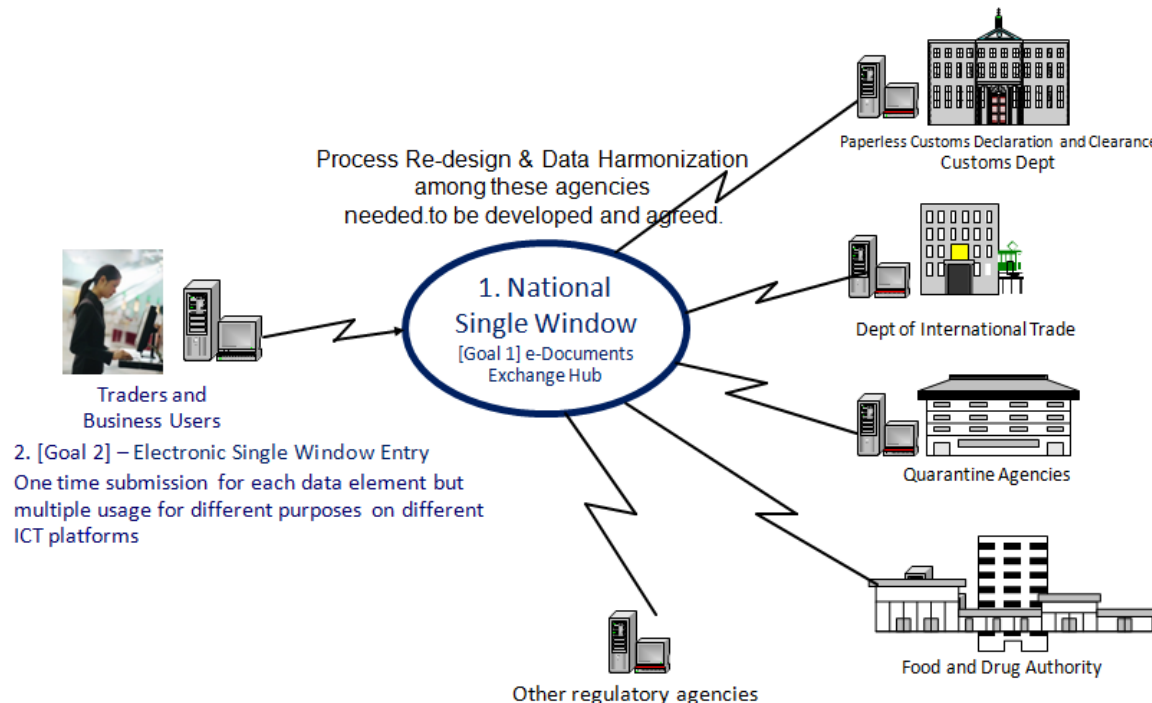 Process Re-design & Data Harmonization
among these agencies
needed.to be developed and agreed.
Paperless Customs Declaration and Clearance
Customs Dept
1. National
Single Window
[Goal 1] e-Documents
Exchange Hub
Dept of International Trade
Traders and
Business Users
2. [Goal 2] – Electronic Single Window Entry
One time submission for each data element but
multiple usage for different purposes on different
ICT platforms
Quarantine Agencies
Food and Drug Authority
Other regulatory agencies